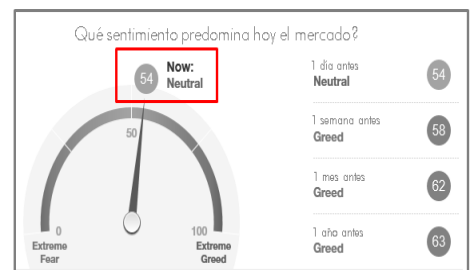 Qué sentimiento predomina hoy el mercado?
54
Now:
Neutral
50
0
100
Extreme
Fear
Extreme
Greed
1 día antes
Neutral
54
1 semana antes
Greed
58
1 mes antes
Greed
62
1 año antes
Greed
63